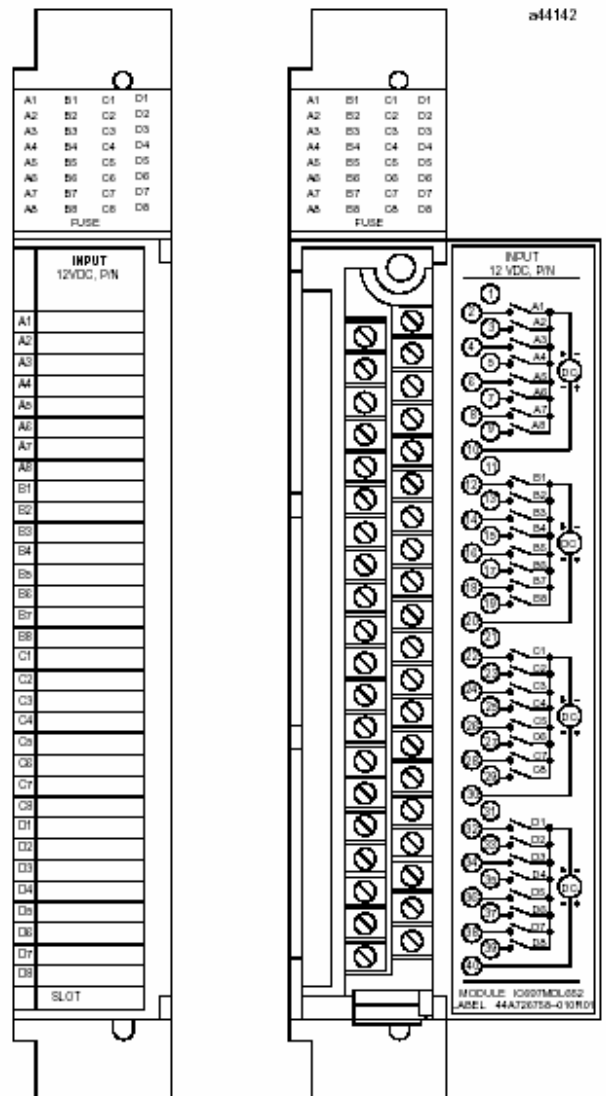 a44142
A1 B1 C1 D1
A2 B2 C2 D2
A3 B3 C3 D3
A4 B4 C4 D4
A5 B5 C5 D5
A6 B6 C6 D6
A7 B7 C7 D7
A8 B8 C8 D8
FUSE
INPUT
12VDC, P/N
A1
A2
A3
A4
A5
A6
A7
A8
B1
B2
B3
B4
B5
B6
B7
B8
C1
C2
C3
C4
C5
C6
C7
C8
D1
D2
D3
D4
D5
D6
D7
D8
SLOT
A1 B1 C1 D1
A2 B2 C2 D2
A3 B3 C3 D3
A4 B4 C4 D4
A5 B5 C5 D5
A6 B6 C6 D6
A7 B7 C7 D7
A8 B8 C8 D8
FUSE
INPUT
12 VDC, P/N
1
2 A1
3 A2
4 A3
5 A4
DC
6 A5
7 A6
8 A7
9 A8
10
11
12 B1
13 B2
14 B3
15 B4
DC
16 B5
17 B6
18 B7
19 B8
20
21
22 C1
23 C2
24 C3
25 C4
DC
26 C5
27 C6
28 C7
29 C8
30
31
32 D1
33 D2
34 D3
35 D4
DC
36 D5
37 D6
38 D7
39 D8
40
MODULE IC697MDL652
LABEL 44A726758-010R01